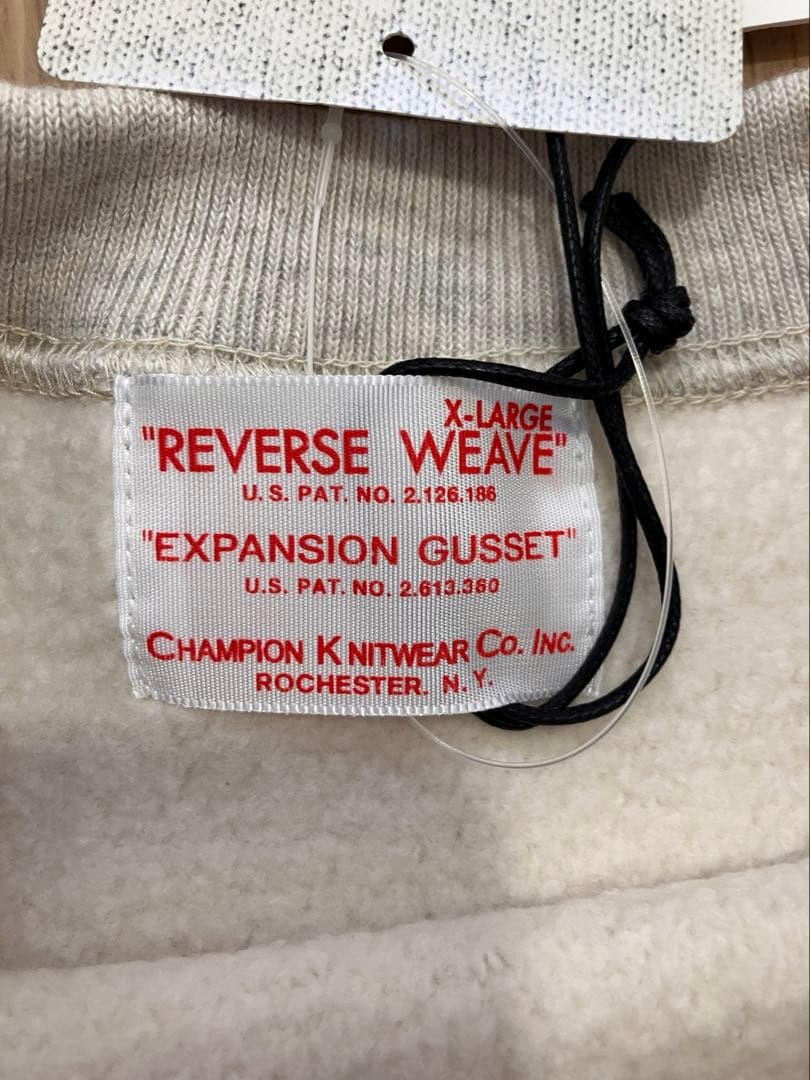 X-LARGE
"REVERSE WEAVE"
U.S. PAT. NO. 2.126.186
"EXPANSION GUSSET"
U.S. PAT. NO. 2.613.360
CHAMPION KNITWEAR CO. INC.
ROCHESTER. N.Y.